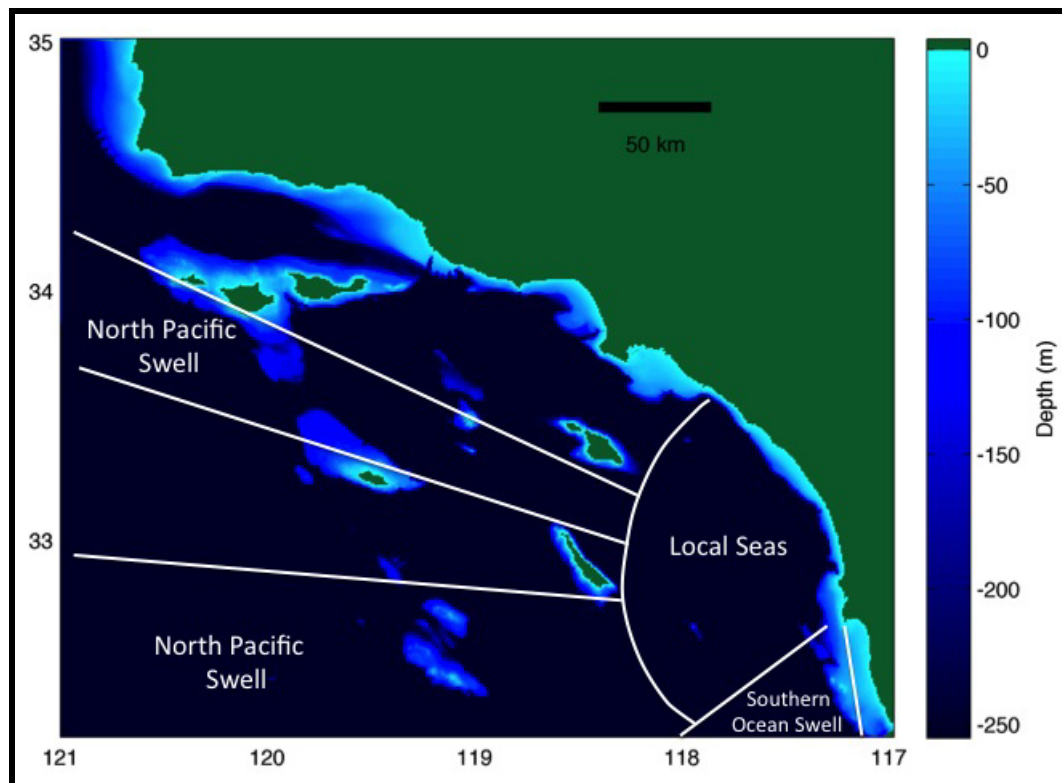 35
34
33
121
120
119
118
117
50 km
North Pacific
Swell
North Pacific
Swell
Local Seas
Southern
Ocean Swell
0
-50
-100
-150
-200
-250
Depth (m)